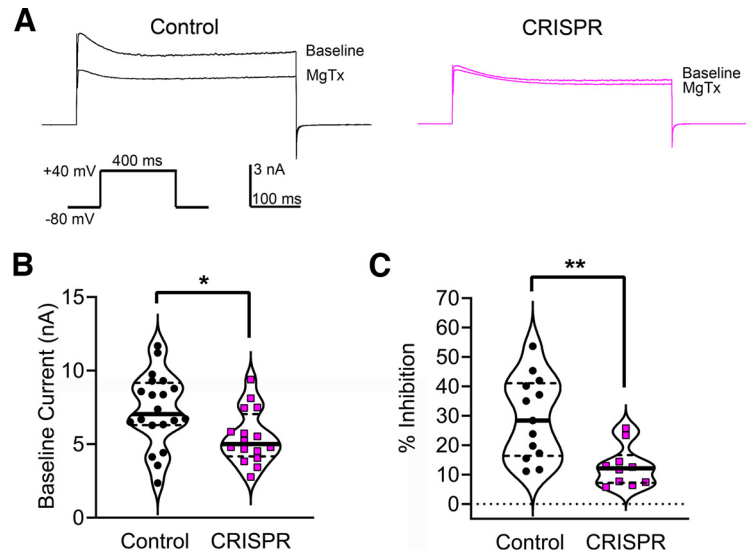 A
Control
CRISPR
Baseline
MgTx
Baseline
MgTx
400 ms
+40 mV
-80 mV
3 nA
100 ms
B
*
Baseline Current (nA)
15
10
5
0
Control
CRISPR
C
**
% Inhibition
70
60
50
40
30
20
10
0
Control
CRISPR